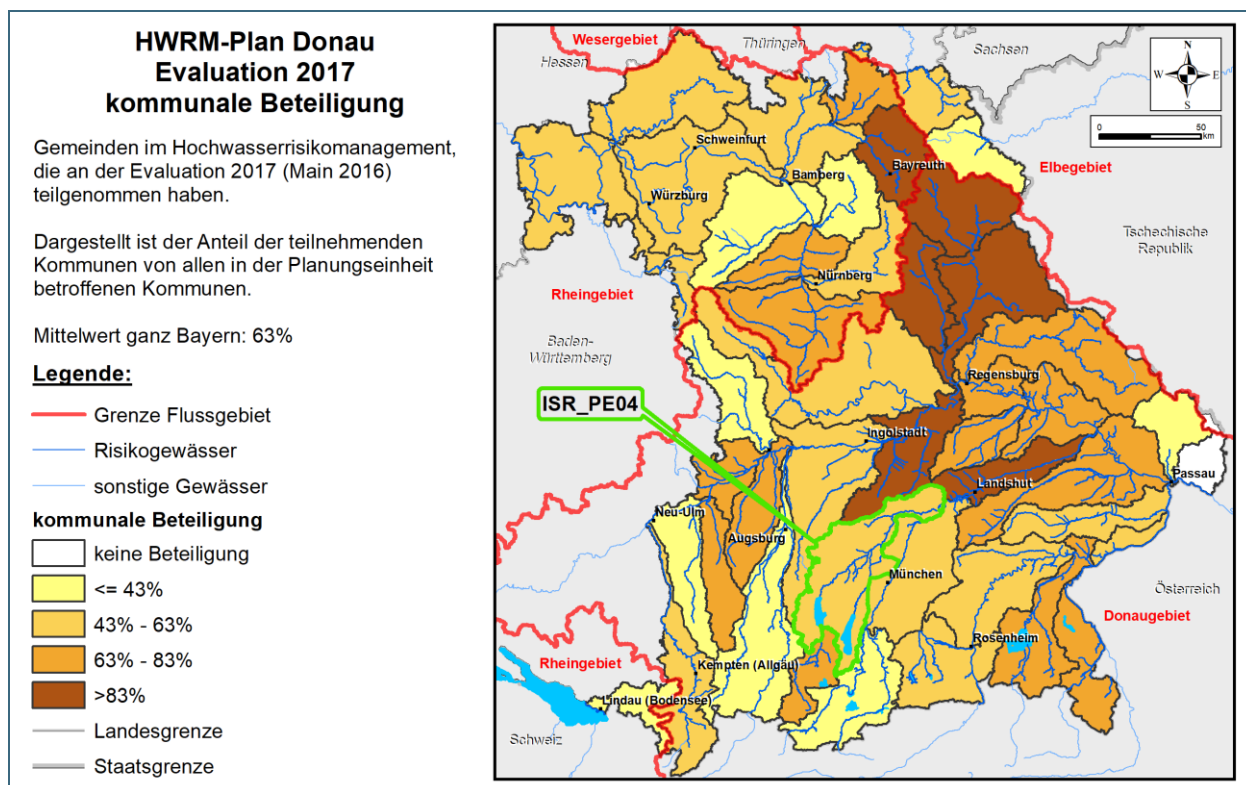 HWRM-Plan Donau
Evaluation 2017
kommunale Beteiligung
Gemeinden im Hochwasserrisikomanagement,
die an der Evaluation 2017 (Main 2016)
teilgenommen haben.
Dargestellt ist der Anteil der teilnehmenden
Kommunen von allen in der Planungseinheit
betroffenen Kommunen.
Mittelwert ganz Bayern: 63%
Legende:
Grenze Flussgebiet
Risikogewässer
sonstige Gewässer
kommunale Beteiligung
keine Beteiligung
<= 43%
43% - 63%
63% - 83%
>83%
Landesgrenze
Staatsgrenze
Wesergebiet
Thüringen
Sachsen
Hessen
N
W
E
S
0
50
km
Schweinfurt
Bayreuth
Elbegebiet
Bamberg
Würzburg
Tschechische
Republik
Nürnberg
Rheingebiet
Baden-
Württemberg
Regensburg
ISR_PE04
Ingolstadt
Passau
Landshut
Neu-Ulm
Augsburg
München
Österreich
Donaugebiet
Rosenheim
Rheingebiet
Kempten (Allgäu)
Lindau (Bodensee)
Schweiz